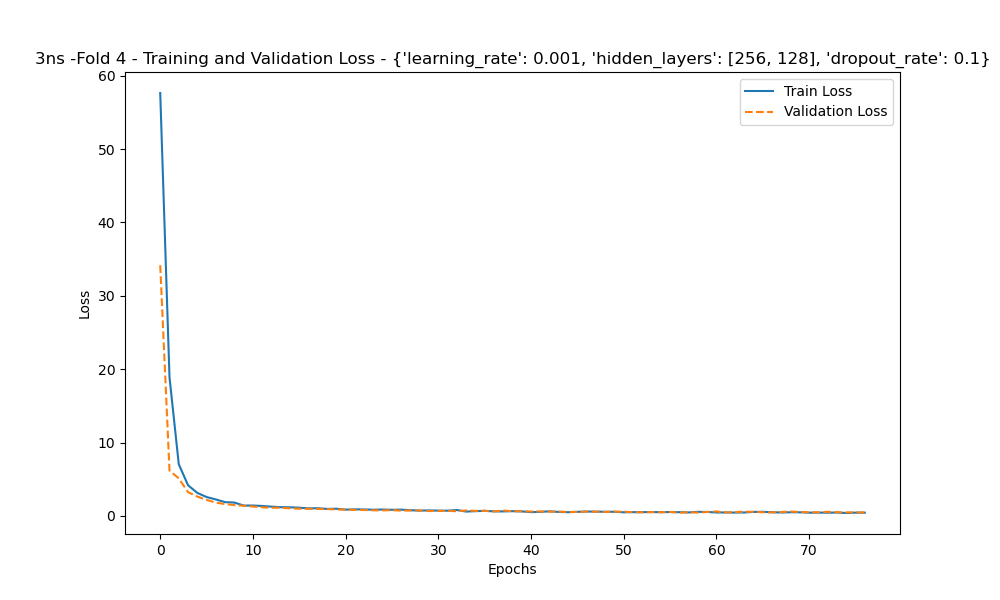 3ns -Fold 4 - Training and Validation Loss - {'learning_rate': 0.001, 'hidden_layers': [256, 128], 'dropout_rate': 0.1}
Train Loss
Validation Loss
60
50
40
30
20
10
0
Loss
0 10 20 30 40 50 60 70
Epochs